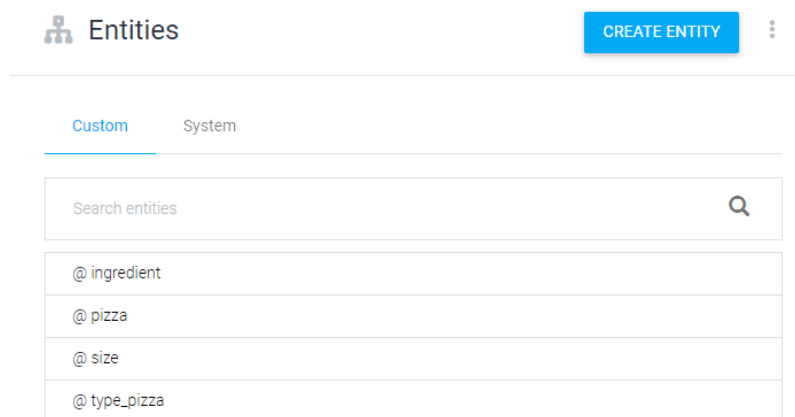 Entities
CREATE ENTITY
Custom System
Search entities
@ ingredient
@ pizza
@ size
@ type_pizza